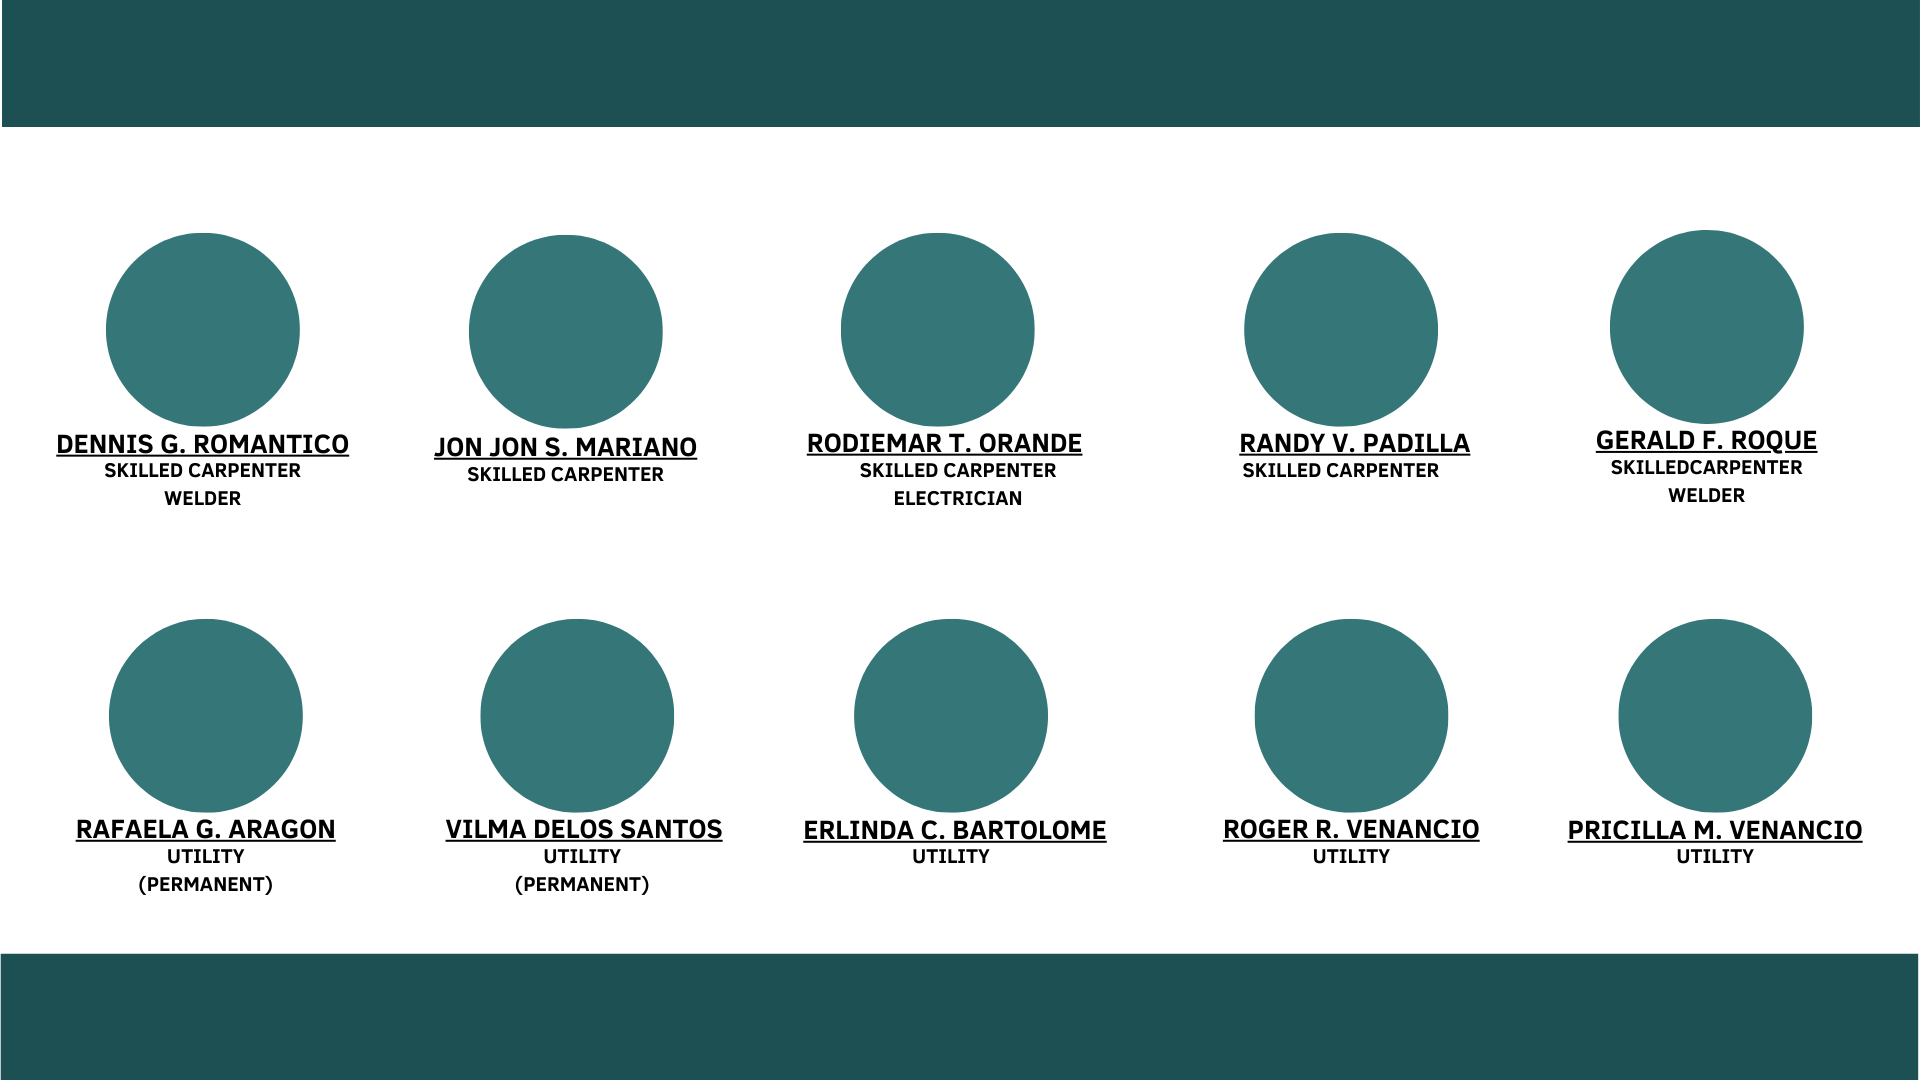 DENNIS G. ROMANTICO
SKILLED CARPENTER
WELDER
JON JON S. MARIANO
SKILLED CARPENTER
RODIEMAR T. ORANDE
SKILLED CARPENTER
ELECTRICIAN
RANDY V. PADILLA
SKILLED CARPENTER
GERALD F. ROQUE
SKILLEDCARPENTER
WELDER
RAFAELA G. ARAGON
UTILITY
(PERMANENT)
VILMA DELOS SANTOS
UTILITY
(PERMANENT)
ERLINDA C. BARTOLOME
UTILITY
ROGER R. VENANCIO
UTILITY
PRICILLA M. VENANCIO
UTILITY